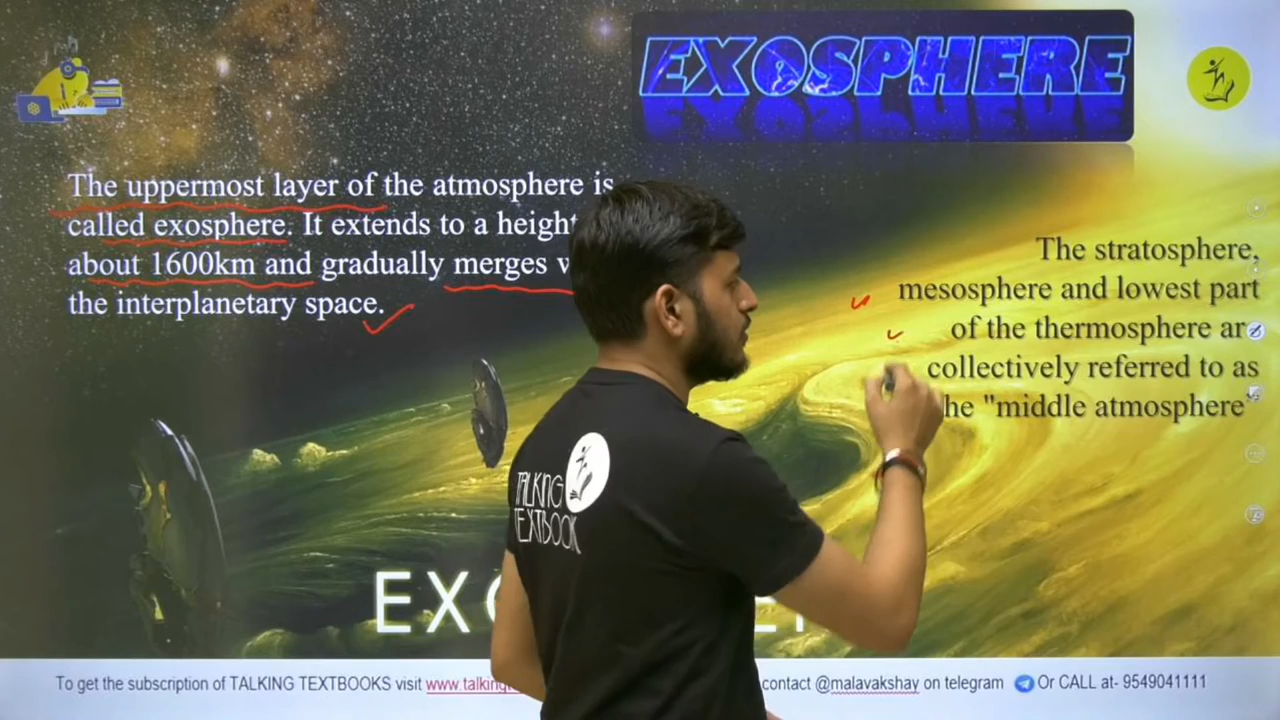 EXOSPHERE
The uppermost layer of the atmosphere is
called exosphere. It extends to a height
about 1600km and gradually merges
the interplanetary space.
The stratosphere,
mesosphere and lowest part
of the thermosphere ar
collectively referred to as
he "middle atmosphere"
TALKING
TEXTBOOK
EX
To get the subscription of TALKING TEXTBOOKS visit www.talking contact @malavakshay on telegram Or CALL at- 9549041111